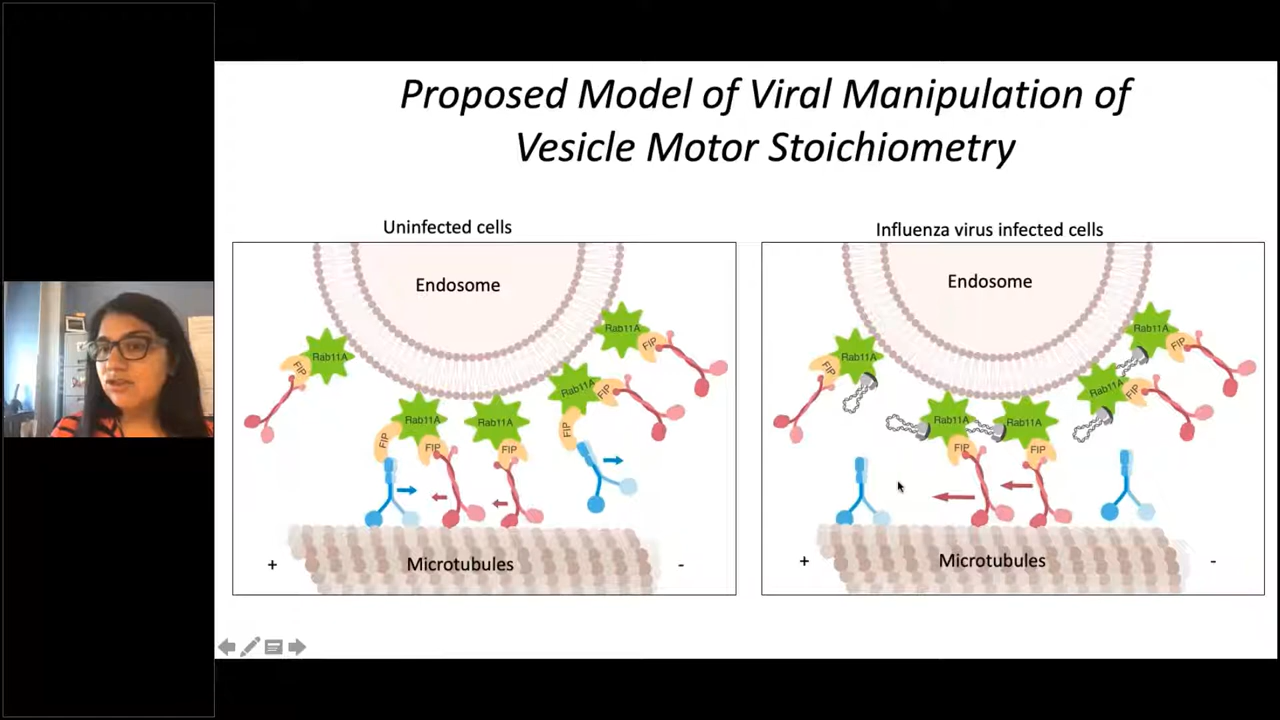 Proposed Model of Viral Manipulation of
Vesicle Motor Stoichiometry
Uninfected cells
Endosome
Rab11A
FIP
Rab11A
FIP
Rab11A
FIP
FIP
Rab11A
FIP
Rab11A
FIP
FIP
+
Microtubules
-
Influenza virus infected cells
Endosome
Rab11A
FIP
Rab11A
FIP
Rab11A
FIP
Rab11A
FIP
Rab11A
FIP
+
Microtubules
-